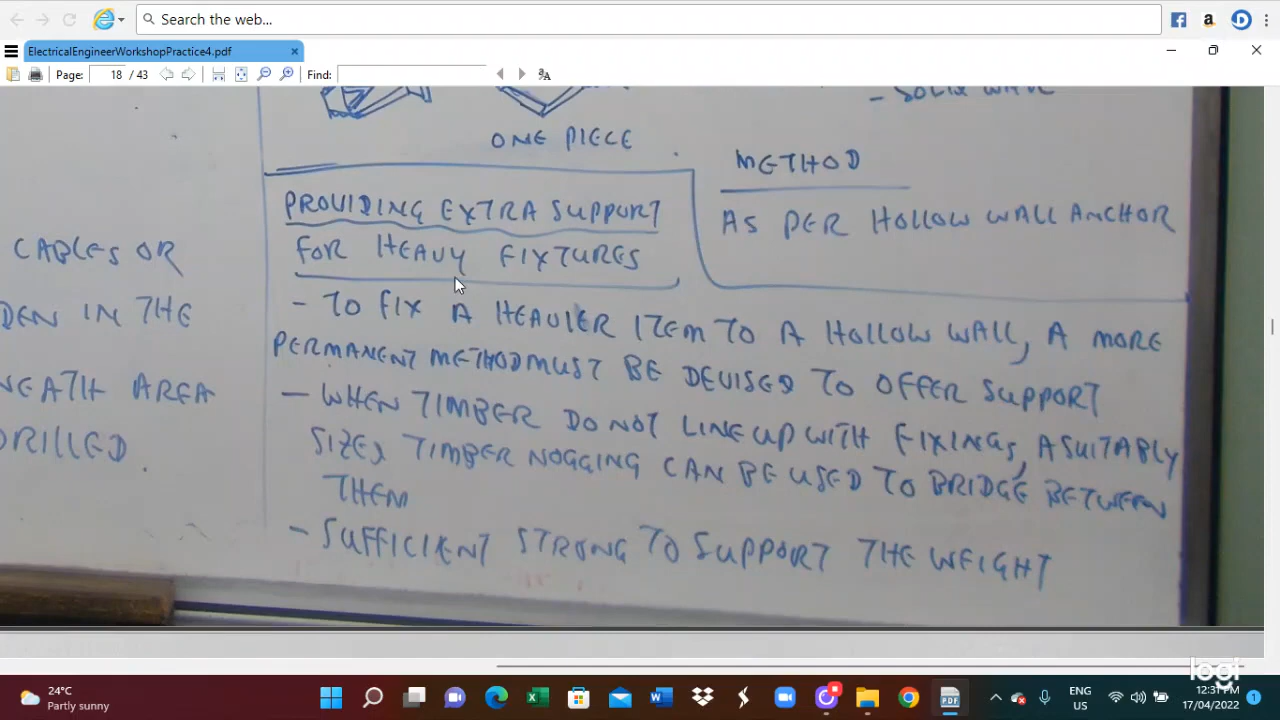 Search the web...
ElectricalEngineerWorkshopPractice4.pdf
Page: 18 / 43
Find:
ONE PIECE
- SOLID WALL
METHOD
AS PER HOLLOW WALL ANCHOR
CABLES OR
DEN IN THE
NEATH AREA
DRILLED.
PROVIDING EXTRA SUPPORT
FOR HEAVY FIXTURES
- TO FIX A HEAVIER ITEM TO A HOLLOW WALL, A MORE
PERMANENT METHOD MUST BE DEVISED TO OFFER SUPPORT
- WHEN TIMBER DO NOT LINE UP WITH FIXINGS, A SUITABLY
SIZED TIMBER NOGGING CAN BE USED TO BRIDGE BETWEEN
THEM
- SUFFICIENT STRONG TO SUPPORT THE WEIGHT
logi
24°C
Partly sunny
ENG
US
12:31 PM
17/04/2022
1